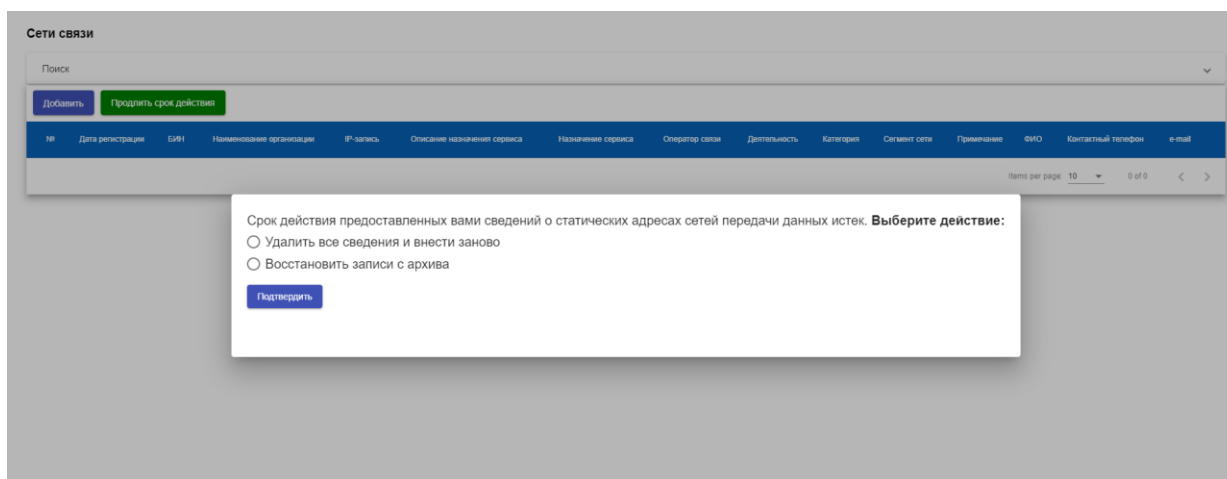 Сети связи
Поиск
Добавить Продлить срок действия
№ Дата регистрации БИН Наименование организации IP-запись Описание назначения сервиса Назначение сервиса Оператор связи Деятельность Категория Сегмент сети Примечание ФИО Контактный телефон e-mail
Items per page: 10 0 of 0
Срок действия предоставленных вами сведений о статических адресах сетей передачи данных истек. Выберите действие:
Удалить все сведения и внести заново
Восстановить записи с архива
Подтвердить